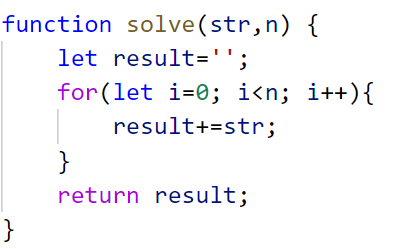 function solve(str,n) {
    let result='';
    for(let i=0; i<n; i++){
        result+=str;
    }
    return result;
}